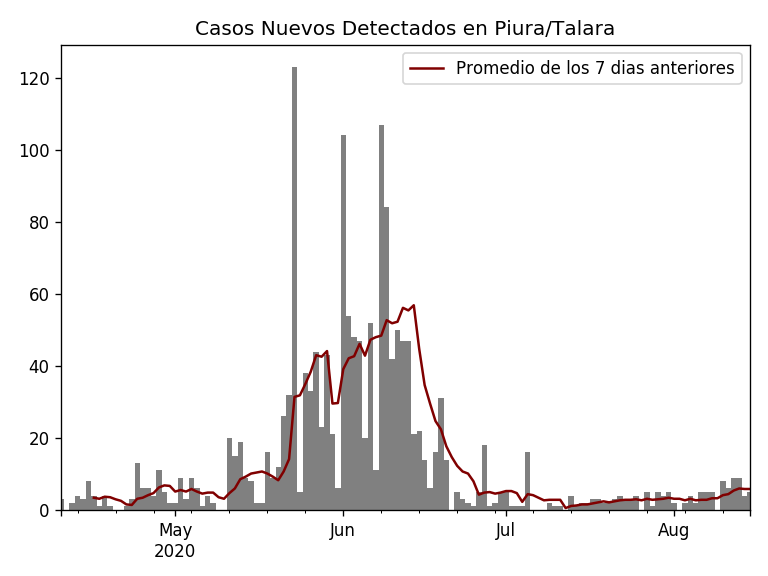 Casos Nuevos Detectados en Piura/Talara
Promedio de los 7 dias anteriores
120
100
80
60
40
20
0
May Jun Jul Aug
2020